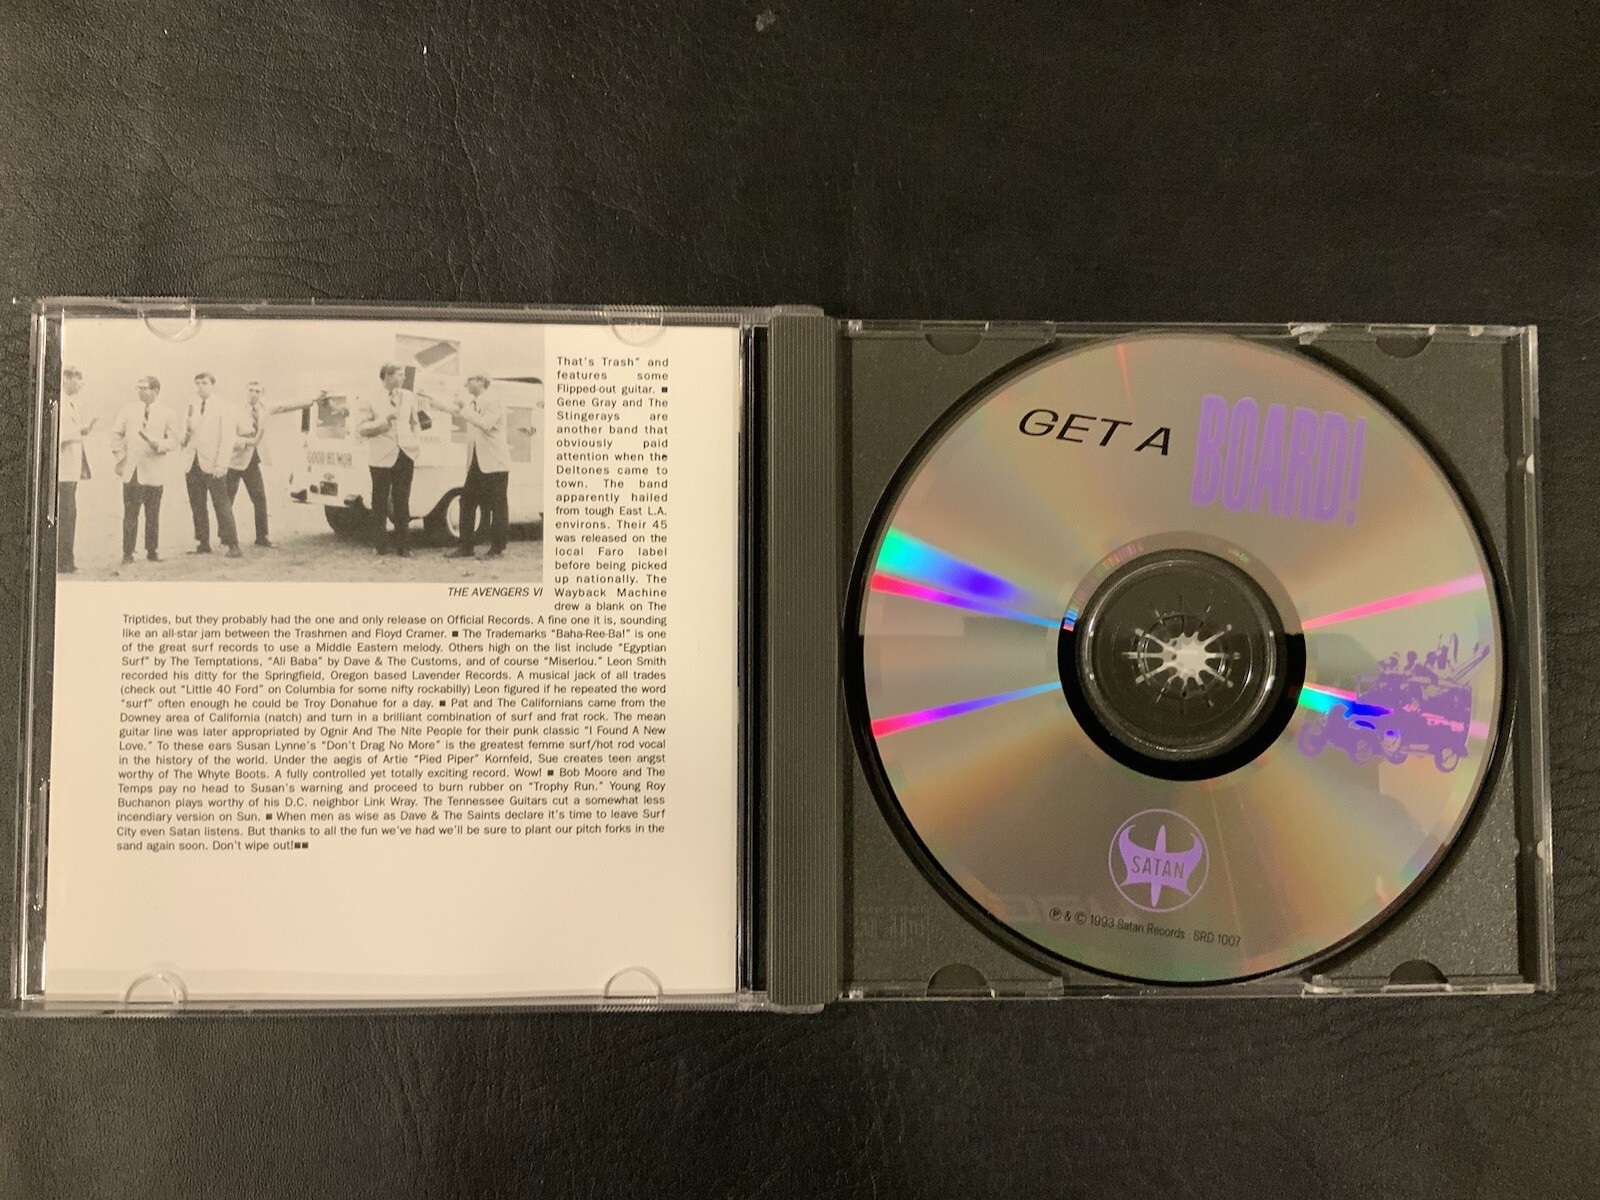 GOOD HUMOR
THE AVENGERS VI
That's Trash" and
features some
Flipped-out guitar. ■
Gene Gray and The
Stingerays are
another band that
obviously paid
attention when the
Deltones came to
town. The band
apparently hailed
from tough East L.A.
environs. Their 45
was released on the
local Faro label
before being picked
up nationally. The
Wayback Machine
drew a blank on The
Triptides, but they probably had the one and only release on Official Records. A fine one it is, sounding
like an all-star jam between the Trashmen and Floyd Cramer. ■ The Trademarks "Baha-Ree-Ba!" is one
of the great surf records to use a Middle Eastern melody. Others high on the list include "Egyptian
Surf" by The Temptations, "Ali Baba" by Dave & The Customs, and of course "Miserlou." Leon Smith
recorded his ditty for the Springfield, Oregon based Lavender Records. A musical jack of all trades
(check out "Little 40 Ford" on Columbia for some nifty rockabilly) Leon figured if he repeated the word
"surf" often enough he could be Troy Donahue for a day. ■ Pat and The Californians came from the
Downey area of California (natch) and turn in a brilliant combination of surf and frat rock. The mean
guitar line was later appropriated by Ognir And The Nite People for their punk classic "I Found A New
Love." To these ears Susan Lynne's "Don't Drag No More" is the greatest femme surf/hot rod vocal
in the history of the world. Under the aegis of Artie "Pied Piper" Kornfeld, Sue creates teen angst
worthy of The Whyte Boots. A fully controlled yet totally exciting record. Wow! ■ Bob Moore and The
Temps pay no head to Susan's warning and proceed to burn rubber on "Trophy Run." Young Roy
Buchanon plays worthy of his D.C. neighbor Link Wray. The Tennessee Guitars cut a somewhat less
incendiary version on Sun. ■ When men as wise as Dave & The Saints declare it's time to leave Surf
City even Satan listens. But thanks to all the fun we've had we'll be sure to plant our pitch forks in the
sand again soon. Don't wipe out!■■
GET A BOARD!
SATAN
℗ & © 1993 Satan Records SRD 1007